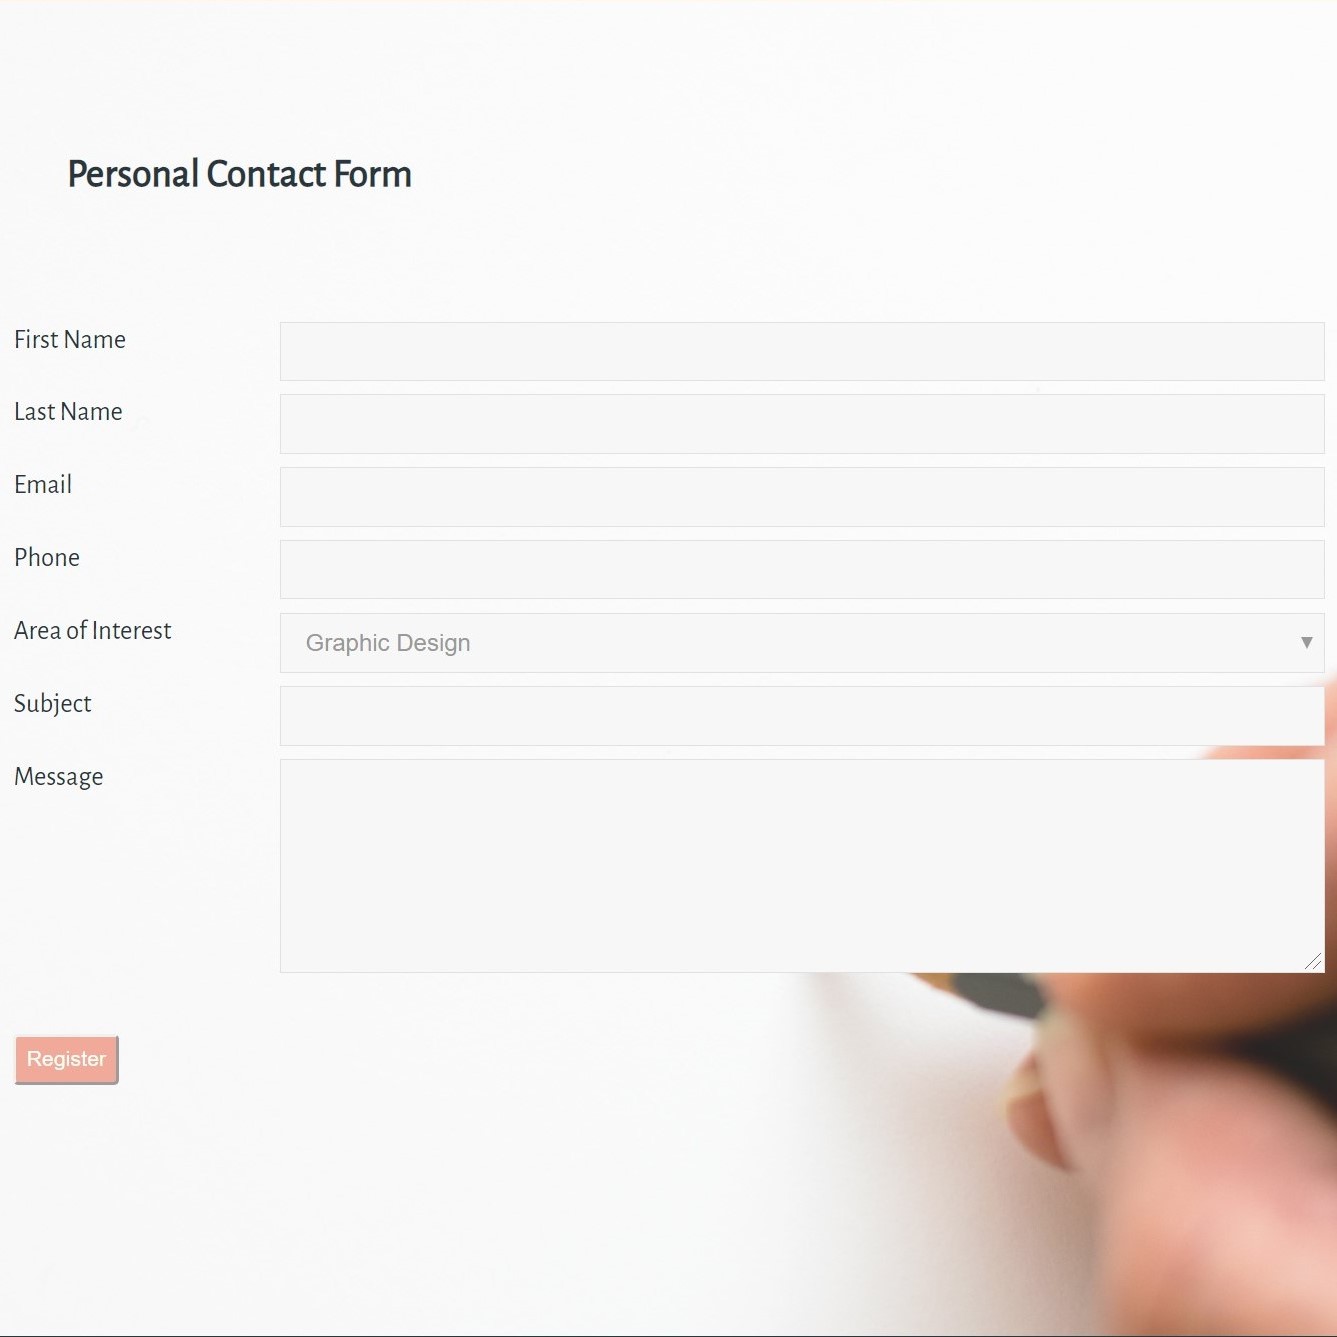 Personal Contact Form
First Name
Last Name
Email
Phone
Area of Interest
Graphic Design
Subject
Message
Register